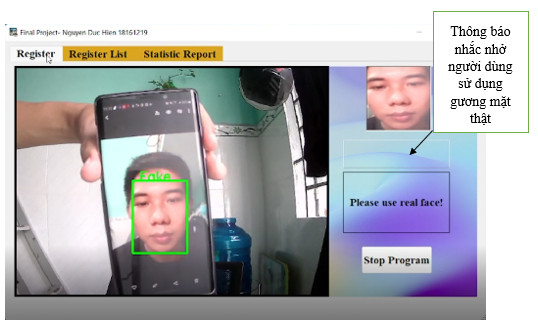 Final Project- Nguyen Duc Hien 18161219
Register
Register List
Statistic Report
Thông báo
nhắc nhở
người dùng
sử dụng
gương mặt
thật
Fake
Please use real face!
Stop Program